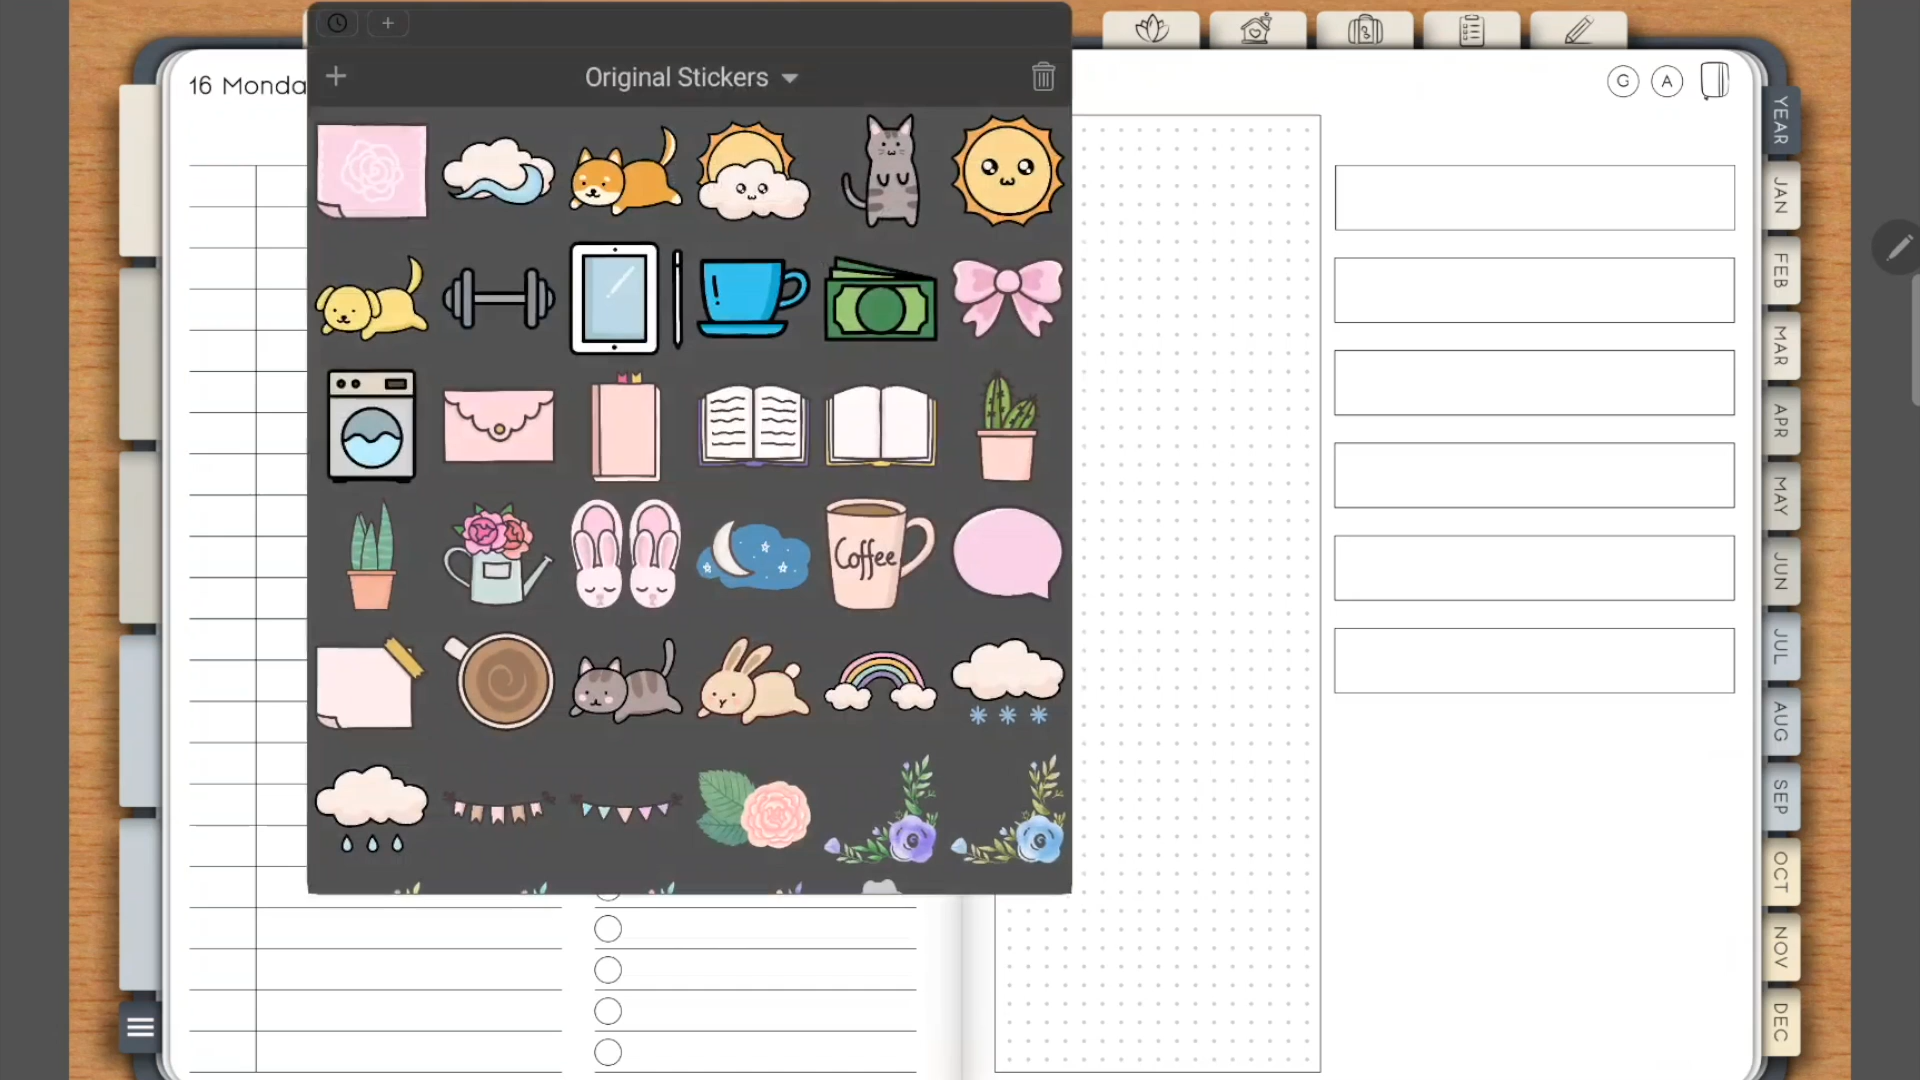 Original Stickers
16 Monda
G
A
YEAR
JAN
FEB
MAR
APR
MAY
JUN
JUL
AUG
SEP
OCT
NOV
DEC
Coffee